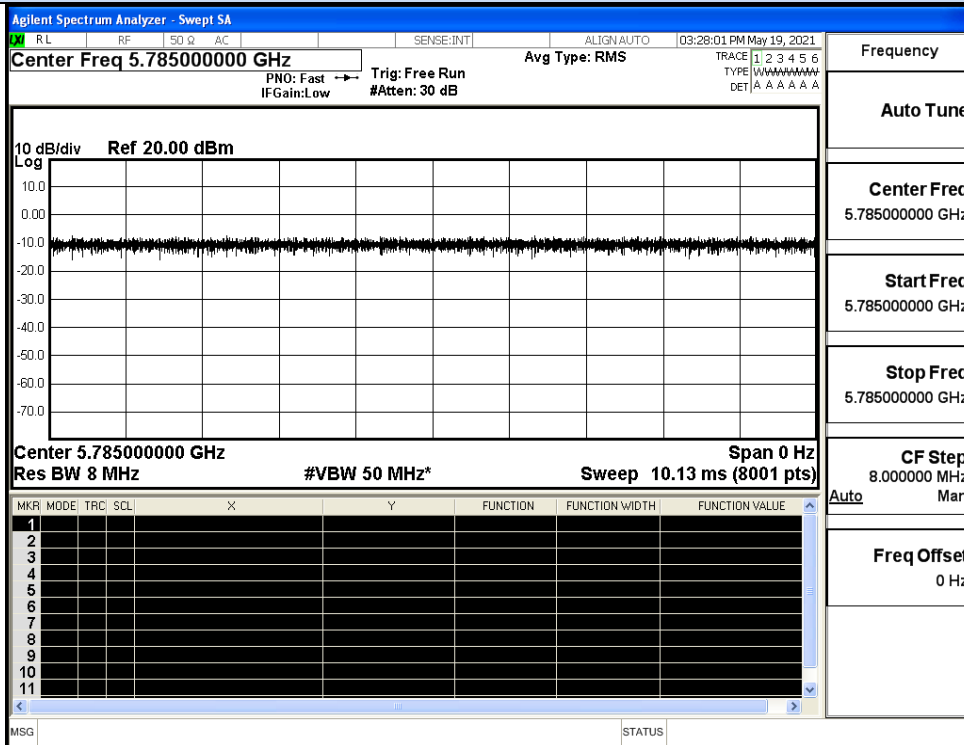 Agilent Spectrum Analyzer - Swept SA
LXI RL RF 50 Ω AC SENSE:INT ALIGN AUTO 03:28:01 PM May 19, 2021
Center Freq 5.785000000 GHz
PNO: Fast
IFGain:Low
Trig: Free Run
#Atten: 30 dB
Avg Type: RMS
TRACE 1 2 3 4 5 6
TYPE W
DET A A A A A A
10 dB/div Ref 20.00 dBm
Log
10.0
0.00
-10.0
-20.0
-30.0
-40.0
-50.0
-60.0
-70.0
Center 5.785000000 GHz Span 0 Hz
Res BW 8 MHz #VBW 50 MHz* Sweep 10.13 ms (8001 pts)
MKR MODE TRC SCL X Y FUNCTION FUNCTION WIDTH FUNCTION VALUE
1
2
3
4
5
6
7
8
9
10
11
MSG STATUS
Frequency
Auto Tune
Center Freq
5.785000000 GHz
Start Freq
5.785000000 GHz
Stop Freq
5.785000000 GHz
CF Step
8.000000 MHz
Auto Man
Freq Offset
0 Hz